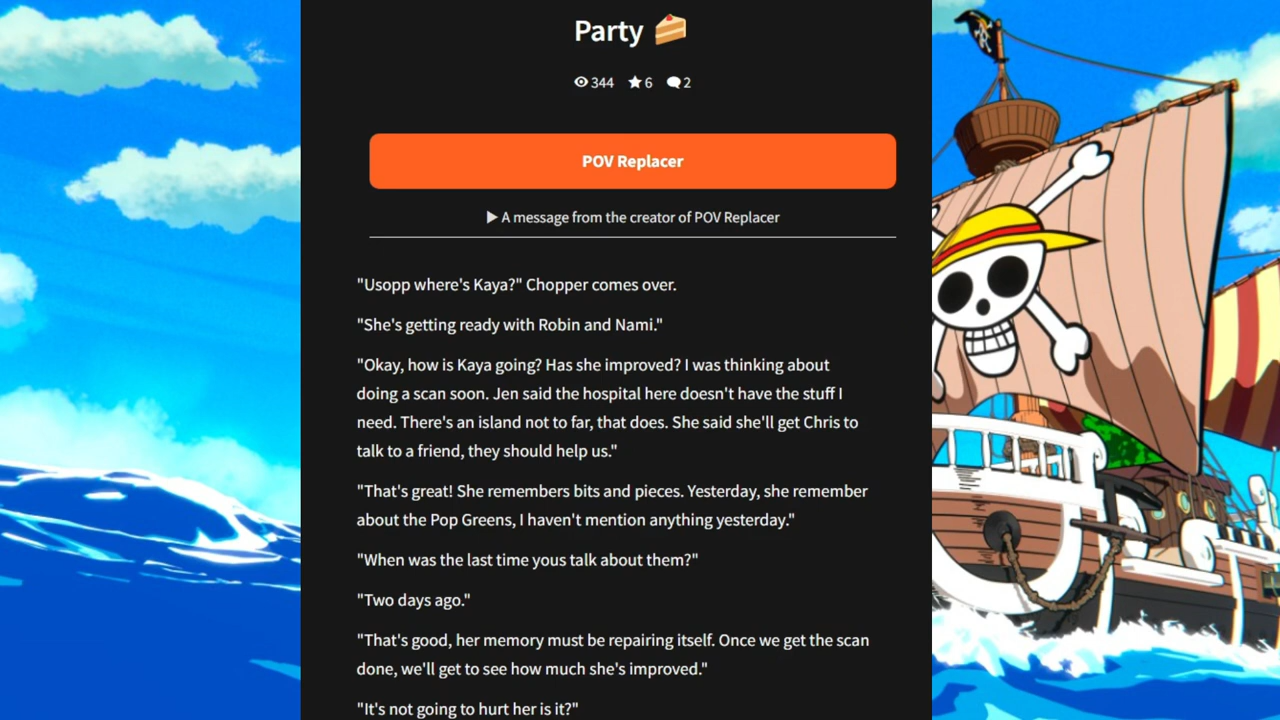 Party 🍰
344 6 2
POV Replacer
▶ A message from the creator of POV Replacer
"Usopp where's Kaya?" Chopper comes over.
"She's getting ready with Robin and Nami."
"Okay, how is Kaya going? Has she improved? I was thinking about
doing a scan soon. Jen said the hospital here doesn't have the stuff I
need. There's an island not to far, that does. She said she'll get Chris to
talk to a friend, they should help us."
"That's great! She remembers bits and pieces. Yesterday, she remember
about the Pop Greens, I haven't mention anything yesterday."
"When was the last time yous talk about them?"
"Two days ago."
"That's good, her memory must be repairing itself. Once we get the scan
done, we'll get to see how much she's improved."
"It's not going to hurt her is it?"